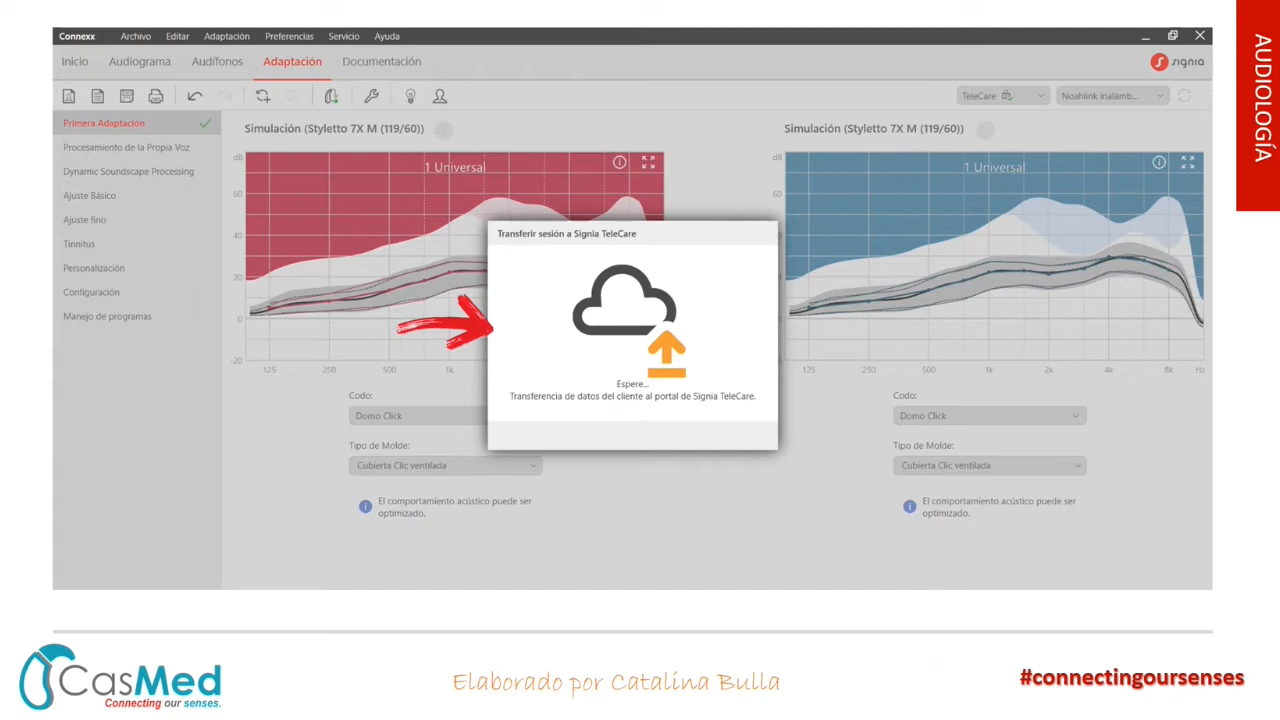 AUDIOLOGÍA
Connexx Archivo Editar Adaptación Preferencias Servicio Ayuda
Inicio Audiograma Audífonos Adaptación Documentación
signia
TeleCare
Noahlink inalámb...
Primera Adaptación
Procesamiento de la Propia Voz
Dynamic Soundscape Processing
Ajuste Básico
Ajuste fino
Tinnitus
Personalización
Configuración
Manejo de programas
Simulación (Styletto 7X M (119/60))
dB
1 Universal
60
40
20
0
-20
125 250 500 1k
Codo:
Domo Click
Tipo de Molde:
Cubierta Clic ventilada
El comportamiento acústico puede ser
optimizado.
Transferir sesión a Signia TeleCare
Espere...
Transferencia de datos del cliente al portal de Signia TeleCare.
Simulación (Styletto 7X M (119/60))
dB
1 Universal
60
40
125 250 500 1k 2k 4k 8k Hz
Codo:
Domo Click
Tipo de Molde:
Cubierta Clic ventilada
El comportamiento acústico puede ser
optimizado.
CasMed
Connecting our senses.
Elaborado por Catalina Bulla
#connectingoursenses